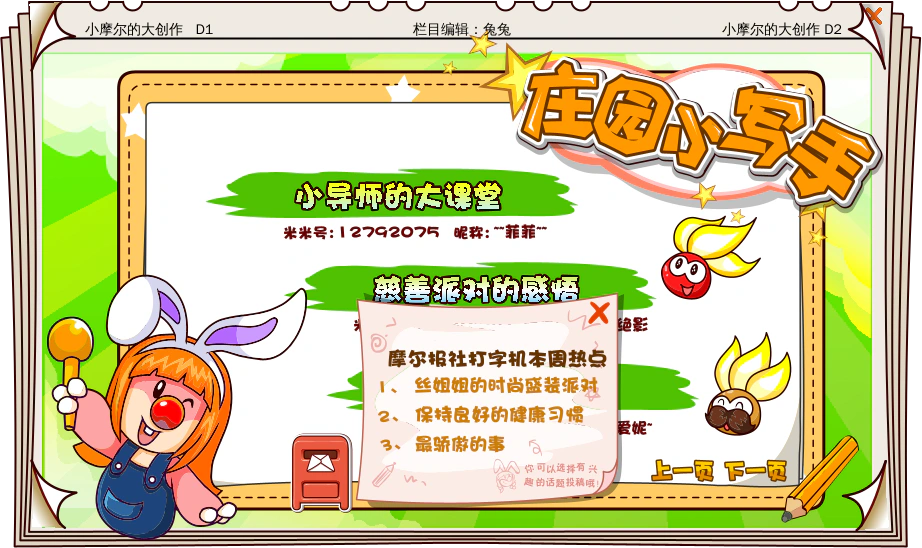 小摩尔的大创作 D1
栏目编辑：兔兔
小摩尔的大创作 D2
庄园小写手
小导师的大课堂
米米号：12792075 昵称：~~菲菲~~
慈善派对的感悟
绝影
摩尔报社打字机本周热点
1、 丝姐姐的时尚盛装派对
2、 保持良好的健康习惯
3、 最骄傲的事
爱妮~
你可以选择有兴
趣的话题投稿哦！
上一页 下一页